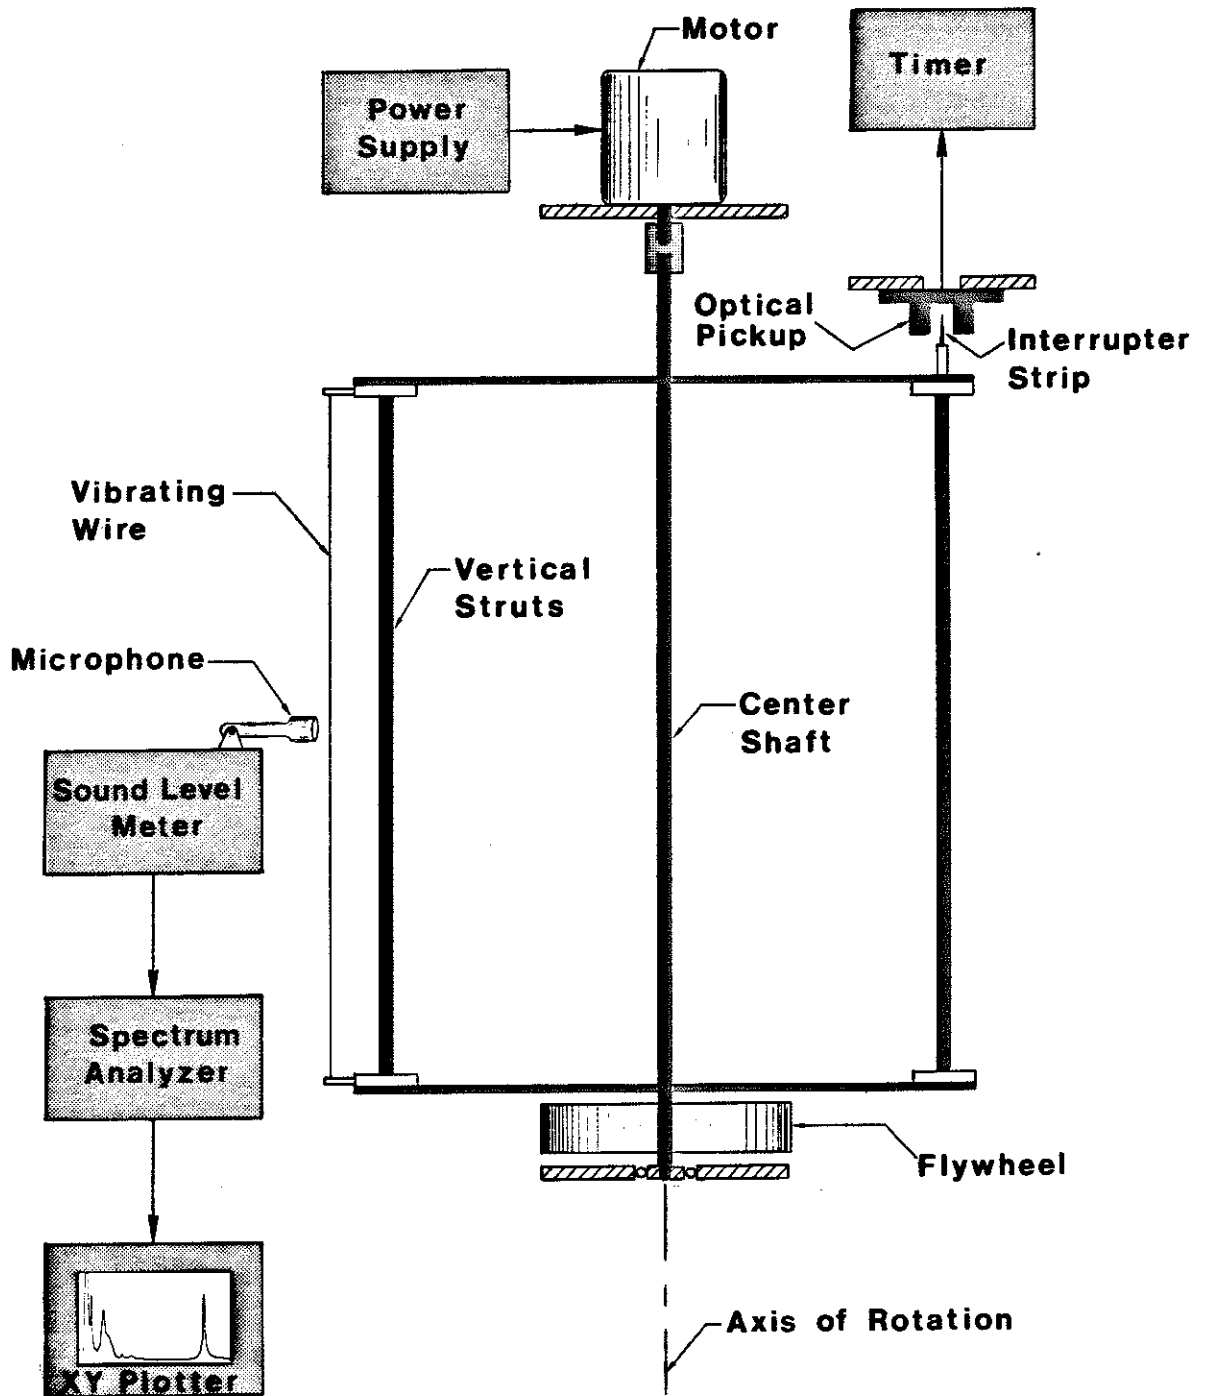 Motor
Timer
Power
Supply
Optical
Pickup
Interrupter
Strip
Vibrating
Wire
Vertical
Struts
Microphone
Center
Shaft
Sound Level
Meter
Spectrum
Analyzer
Flywheel
Axis of Rotation
XY Plotter